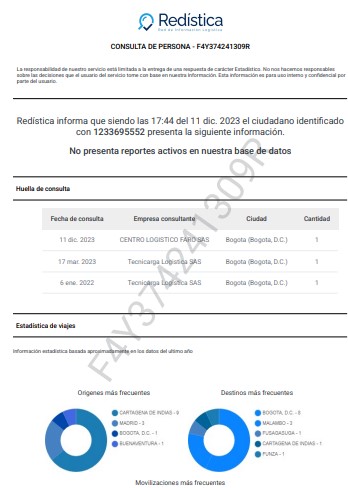 Redística
Red de Información Logística
CONSULTA DE PERSONA - F4Y374241309R
La responsabilidad de nuestro servicio está limitada a la entrega de una respuesta de carácter Estadístico. No nos hacemos responsables
sobre las decisiones que el usuario del servicio tome con base en nuestra información. Esta información es para uso interno y confidencial por
parte del usuario.
Redística informa que siendo las 17:44 del 11 dic. 2023 el ciudadano identificado
con 1233695552 presenta la siguiente información.
No presenta reportes activos en nuestra base de datos
Huella de consulta
Fecha de consulta Empresa consultante Ciudad Cantidad
11 dic. 2023 CENTRO LOGISTICO FARO SAS Bogota (Bogota, D.C.) 1
17 mar. 2023 Tecnicarga Logistica SAS Bogota (Bogota, D.C.) 1
6 ene. 2022 Tecnicarga Logistica SAS Bogota (Bogota, D.C.) 1
F4Y374241309R
Estadística de viajes
Información estadística basada aproximadamente en los datos del ultimo año
Origenes más frecuentes Destinos más frecuentes
CARTAGENA DE INDIAS - 8
MADRID - 3
BOGOTA, D.C. - 1
BUENAVENTURA - 1
BOGOTA, D.C. - 8
MALAMBO - 3
FUSAGASUGA - 1
CARTAGENA DE INDIAS - 1
FUNZA - 1
Movilizaciones más frecuentes